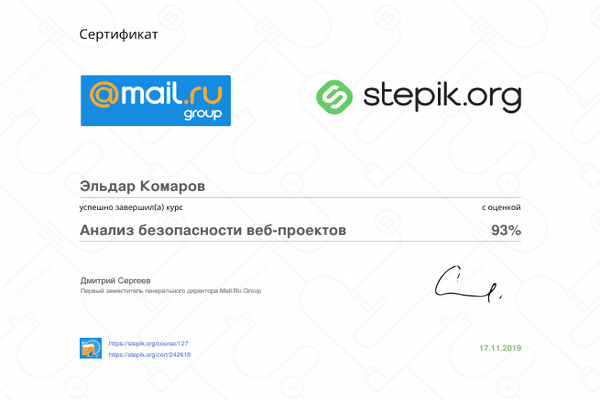 Сертификат
@mail.ru
group
stepik.org
Эльдар Комаров
успешно завершил(а) курс
с оценкой
Анализ безопасности веб-проектов
93%
Дмитрий Сергеев
Первый заместитель генерального директора Mail.Ru Group
https://stepik.org/course/127
https://stepik.org/cert/242618
17.11.2019